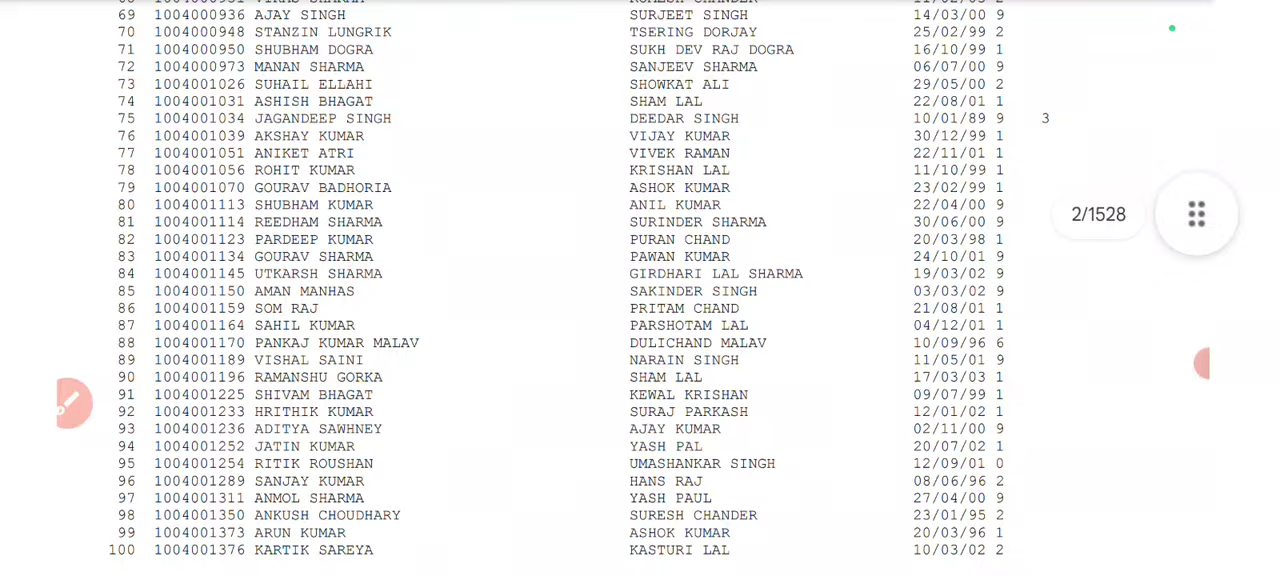 69 1004000936 AJAY SINGH SURJEET SINGH 14/03/00 9
70 1004000948 STANZIN LUNGRIK TSERING DORJAY 25/02/99 2
71 1004000950 SHUBHAM DOGRA SUKH DEV RAJ DOGRA 16/10/99 1
72 1004000973 MANAN SHARMA SANJEEV SHARMA 06/07/00 9
73 1004001026 SUHAIL ELLAHI SHOWKAT ALI 29/05/00 2
74 1004001031 ASHISH BHAGAT SHAM LAL 22/08/01 1
75 1004001034 JAGANDEEP SINGH DEEDAR SINGH 10/01/89 9 3
76 1004001039 AKSHAY KUMAR VIJAY KUMAR 30/12/99 1
77 1004001051 ANIKET ATRI VIVEK RAMAN 22/11/01 1
78 1004001056 ROHIT KUMAR KRISHAN LAL 11/10/99 1
79 1004001070 GOURAV BADHORIA ASHOK KUMAR 23/02/99 1
80 1004001113 SHUBHAM KUMAR ANIL KUMAR 22/04/00 9
81 1004001114 REEDHAM SHARMA SURINDER SHARMA 30/06/00 9
2/1528
82 1004001123 PARDEEP KUMAR PURAN CHAND 20/03/98 1
83 1004001134 GOURAV SHARMA PAWAN KUMAR 24/10/01 9
84 1004001145 UTKARSH SHARMA GIRDHARI LAL SHARMA 19/03/02 9
85 1004001150 AMAN MANHAS SAKINDER SINGH 03/03/02 9
86 1004001159 SOM RAJ PRITAM CHAND 21/08/01 1
87 1004001164 SAHIL KUMAR PARSHOTAM LAL 04/12/01 1
88 1004001170 PANKAJ KUMAR MALAV DULICHAND MALAV 10/09/96 6
89 1004001189 VISHAL SAINI NARAIN SINGH 11/05/01 9
90 1004001196 RAMANSHU GORKA SHAM LAL 17/03/03 1
91 1004001225 SHIVAM BHAGAT KEWAL KRISHAN 09/07/99 1
92 1004001233 HRITHIK KUMAR SURAJ PARKASH 12/01/02 1
93 1004001236 ADITYA SAWHNEY AJAY KUMAR 02/11/00 9
94 1004001252 JATIN KUMAR YASH PAL 20/07/02 1
95 1004001254 RITIK ROUSHAN UMASHANKAR SINGH 12/09/01 0
96 1004001289 SANJAY KUMAR HANS RAJ 08/06/96 2
97 1004001311 ANMOL SHARMA YASH PAUL 27/04/00 9
98 1004001350 ANKUSH CHOUDHARY SURESH CHANDER 23/01/95 2
99 1004001373 ARUN KUMAR ASHOK KUMAR 20/03/96 1
100 1004001376 KARTIK SAREYA KASTURI LAL 10/03/02 2